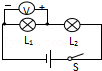 − V +
L₁ L₂
S